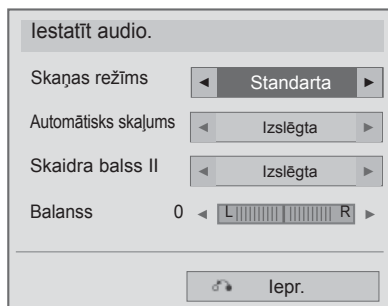 Iestatīt audio.
Skaņas režīms ◄ Standarta ►
Automātisks skaļums ◄ Izslēgta ►
Skaidra balss II ◄ Izslēgta ►
Balanss 0 ◄ L R ►
Iepr.